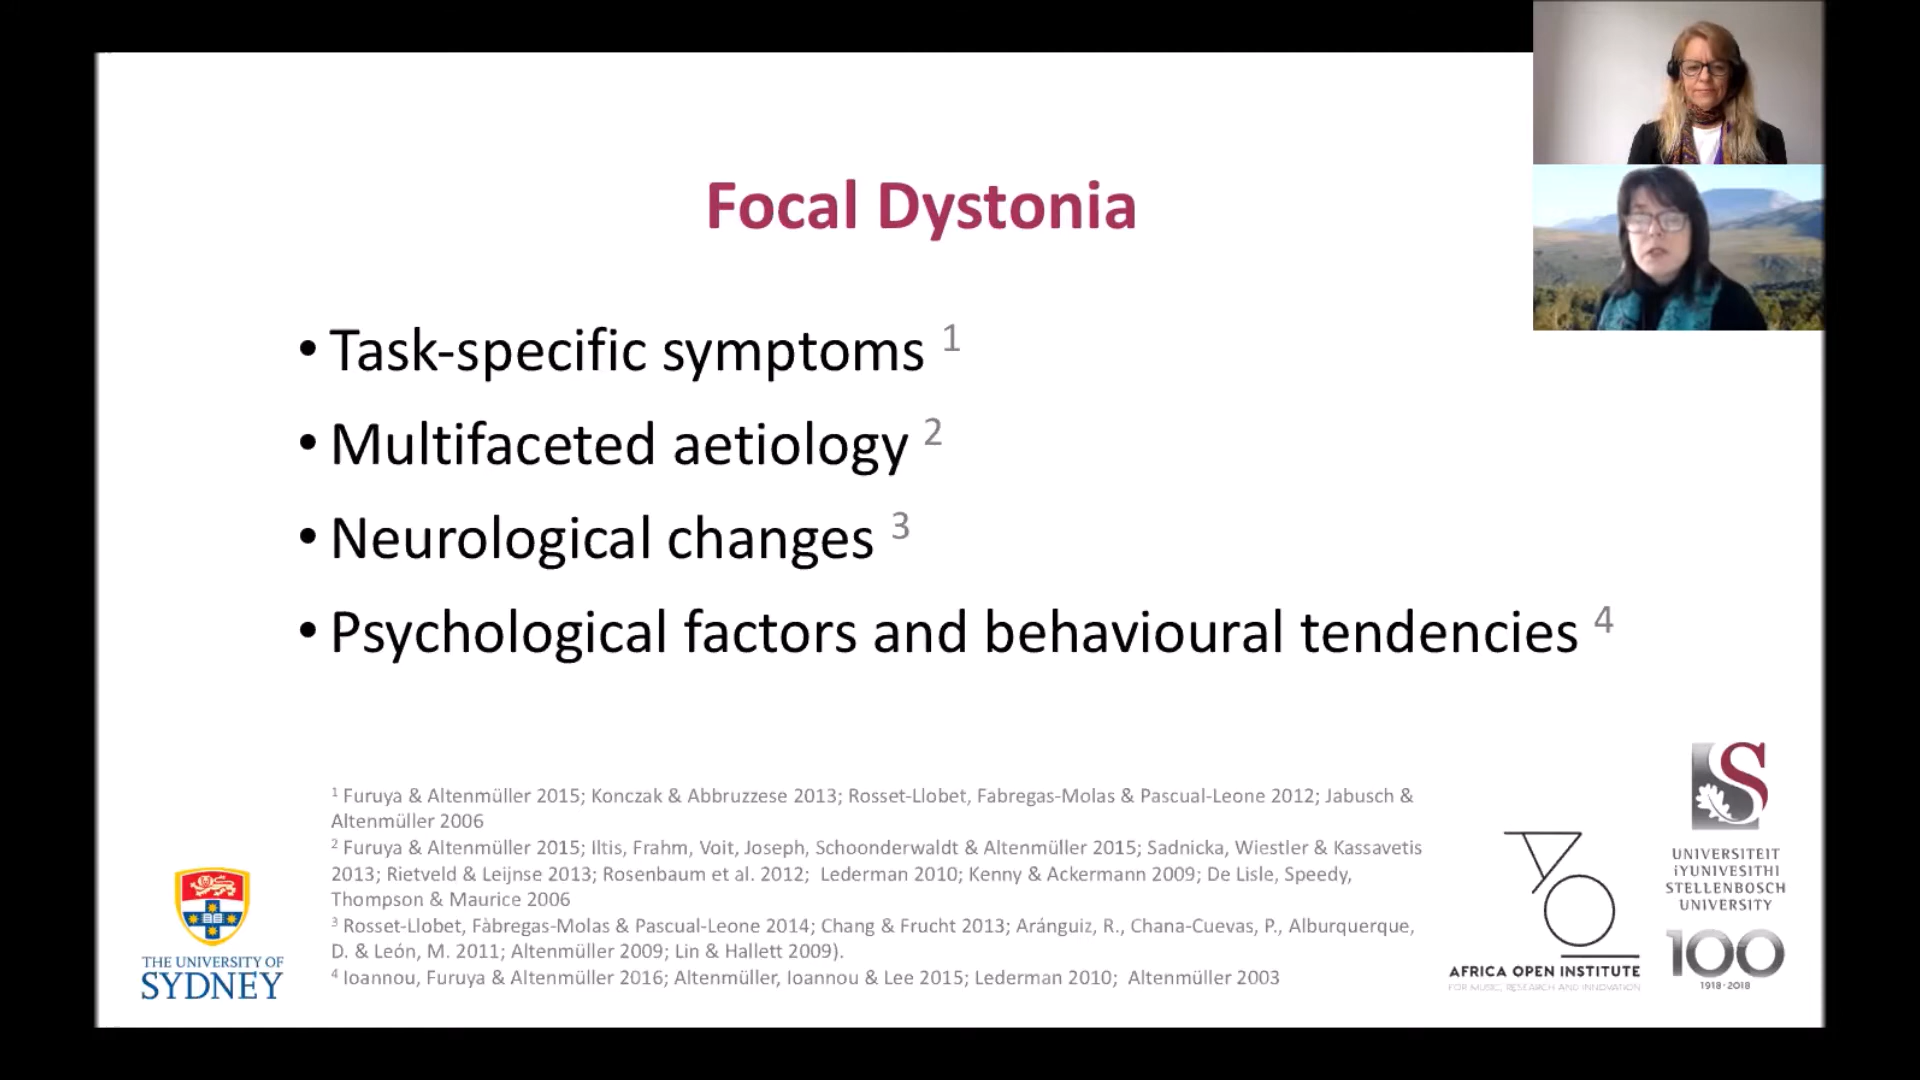 Focal Dystonia
• Task-specific symptoms 1
• Multifaceted aetiology 2
• Neurological changes 3
• Psychological factors and behavioural tendencies 4
1 Furuya & Altenmüller 2015; Konczak & Abbruzzese 2013; Rosset-Llobet, Fabregas-Molas & Pascual-Leone 2012; Jabusch &
Altenmüller 2006
2 Furuya & Altenmüller 2015; Iltis, Frahm, Voit, Joseph, Schoonderwaldt & Altenmüller 2015; Sadnicka, Wiestler & Kassavetis
2013; Rietveld & Leijnse 2013; Rosenbaum et al. 2012; Lederman 2010; Kenny & Ackermann 2009; De Lisle, Speedy,
Thompson & Maurice 2006
3 Rosset-Llobet, Fàbregas-Molas & Pascual-Leone 2014; Chang & Frucht 2013; Aránguiz, R., Chana-Cuevas, P., Alburquerque,
D. & León, M. 2011; Altenmüller 2009; Lin & Hallett 2009).
4 Ioannou, Furuya & Altenmüller 2016; Altenmüller, Ioannou & Lee 2015; Lederman 2010; Altenmüller 2003
THE UNIVERSITY OF
SYDNEY
AFRICA OPEN INSTITUTE
FOR MUSIC, RESEARCH AND INNOVATION
S
UNIVERSITEIT
iYUNIVESITHI
STELLENBOSCH
UNIVERSITY
100
1918·2018